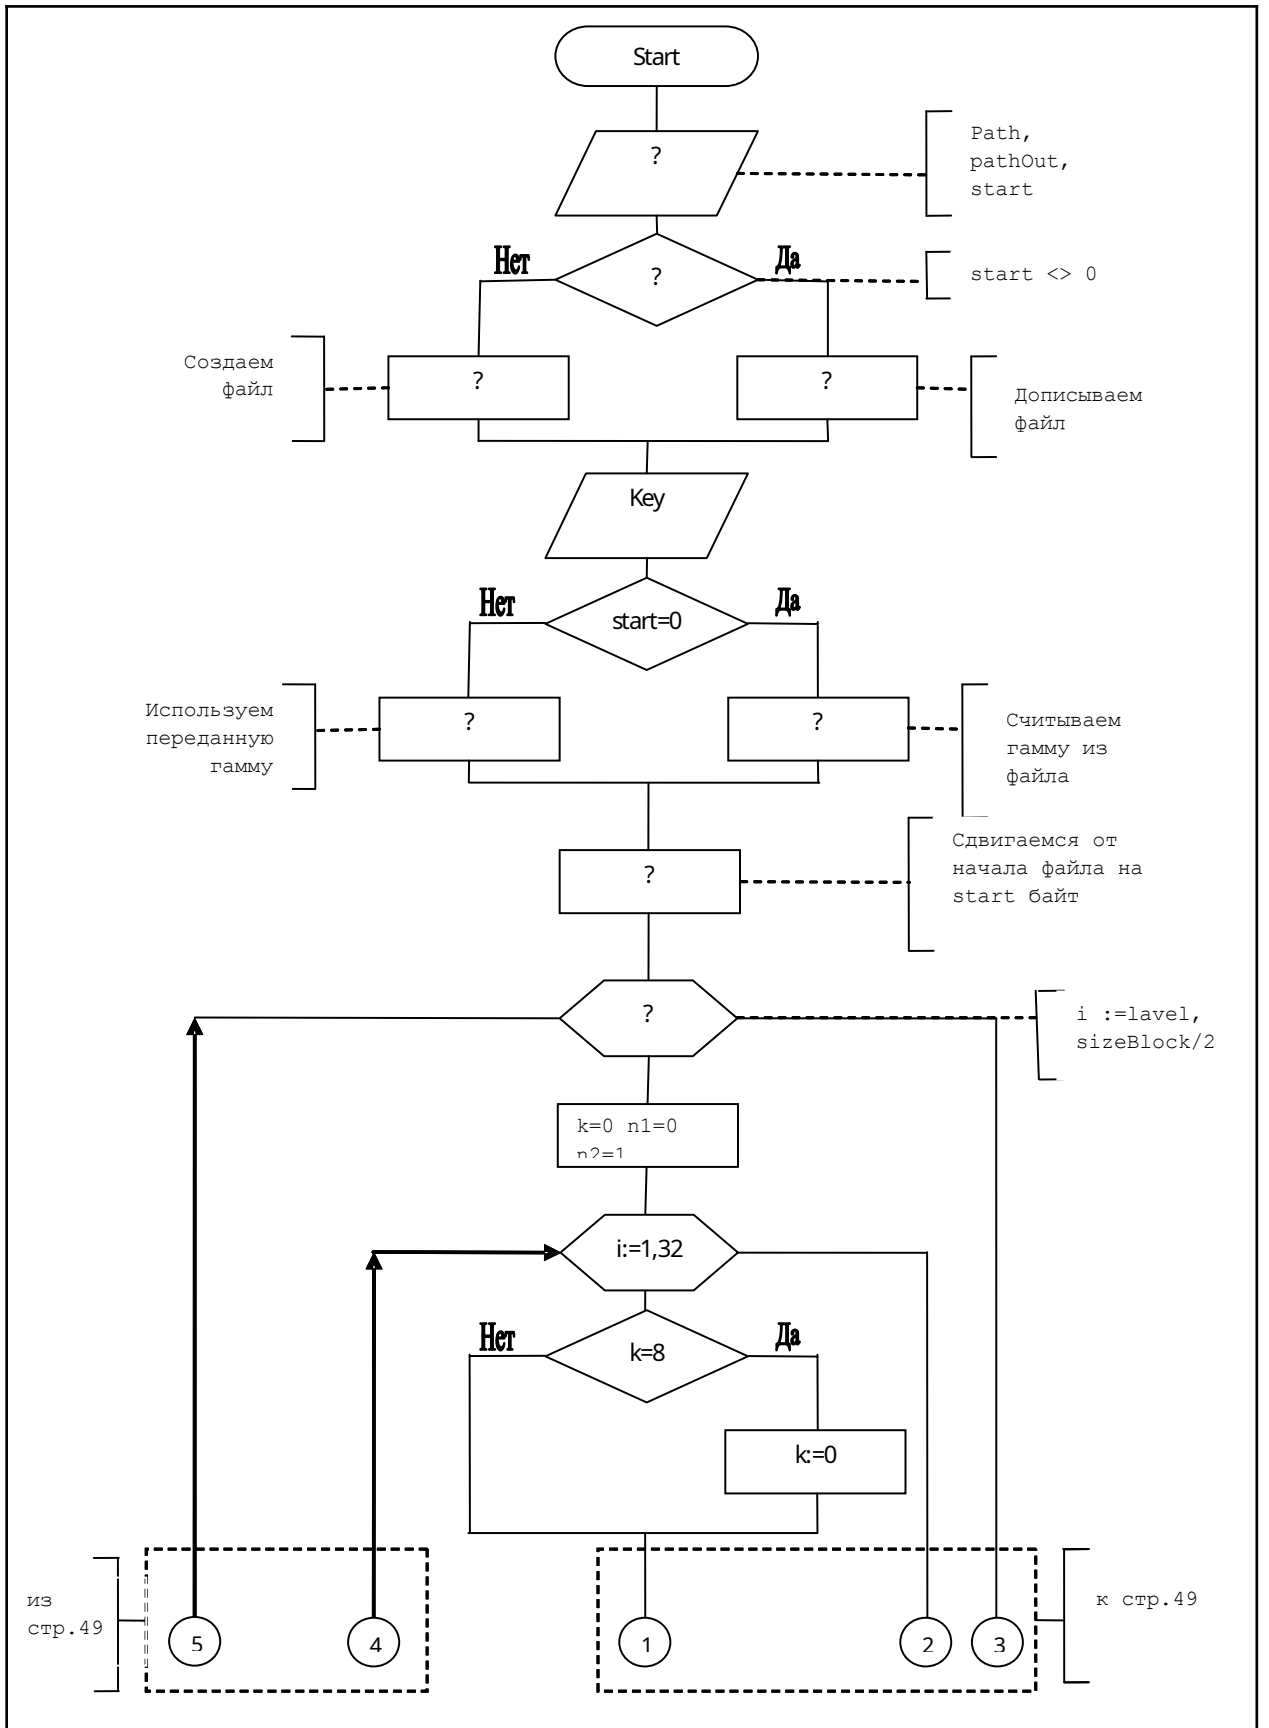 Start
?
Path,
pathOut,
start
Нет
Да
?
start <> 0
Создаем
файл
?
?
Дописываем
файл
Key
Нет
Да
start=0
Используем
переданную
гамму
?
?
Считываем
гамму из
файла
?
Сдвигаемся от
начала файла на
start байт
?
i :=lavel,
sizeBlock/2
k=0 n1=0
n2=1
i:=1,32
Нет
Да
k=8
k:=0
из
стр.49
5
4
1
2
3
к стр.49